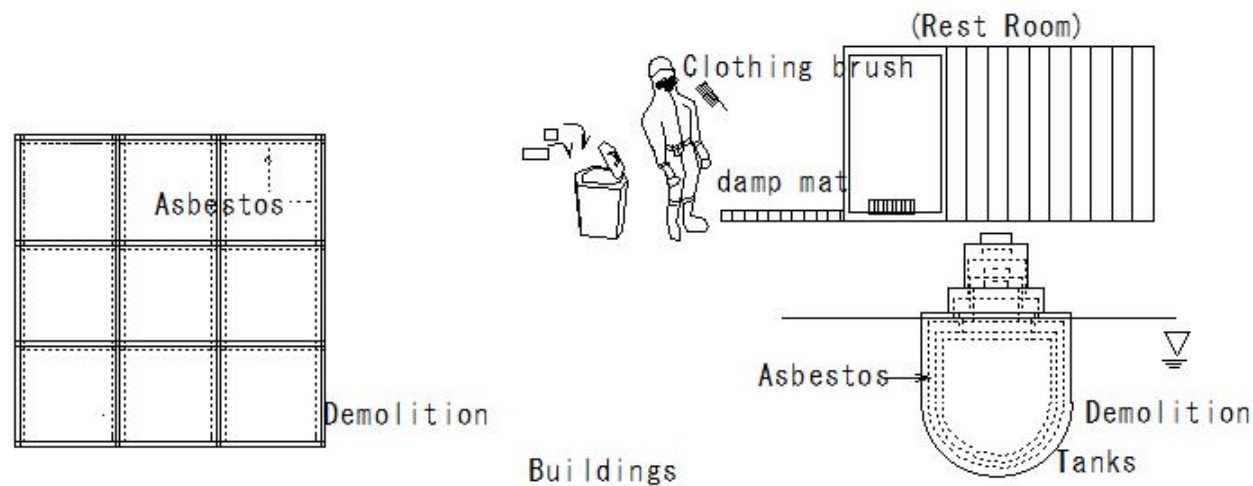 (Rest Room)
Clothing brush
damp mat
Asbestos
Asbestos
Demolition
Buildings
Demolition
Tanks